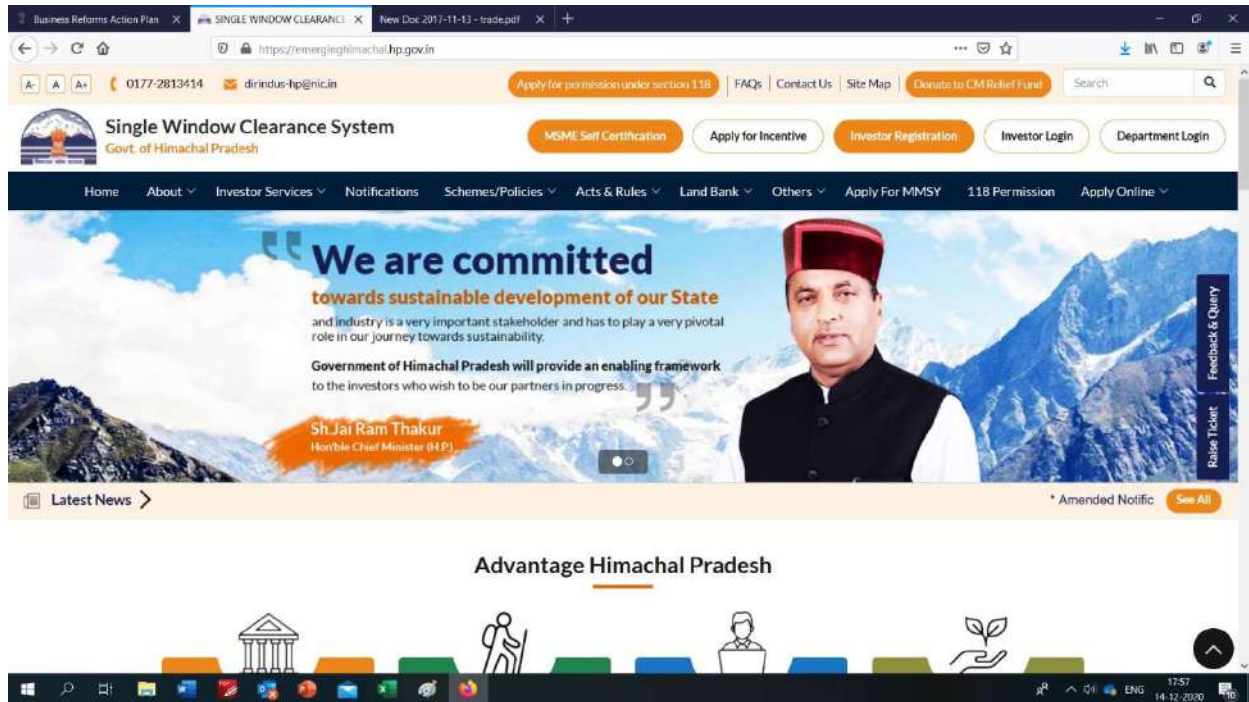 Business Reforms Action Plan
SINGLE WINDOW CLEARANCE
New Doc 2017-11-13 - trade.pdf
https://emerginghimachal.hp.gov.in
A- A A+ 0177-2813414 dirindus-hp@nic.in Apply for permission under section 118 FAQs Contact Us Site Map Donate to CM Relief Fund Search
Single Window Clearance System
Govt. of Himachal Pradesh
MSME Self Certification Apply for Incentive Investor Registration Investor Login Department Login
Home About Investor Services Notifications Schemes/Policies Acts & Rules Land Bank Others Apply For MMSY 118 Permission Apply Online
We are committed
towards sustainable development of our State
and industry is a very important stakeholder and has to play a very pivotal
role in our journey towards sustainability.
Government of Himachal Pradesh will provide an enabling framework
to the investors who wish to be our partners in progress.
Sh.Jai Ram Thakur
Hon'ble Chief Minister (H.P)
Feedback & Query
Raise Ticket
Latest News
* Amended Notific See All
Advantage Himachal Pradesh
ENG
17:57
14-12-2020